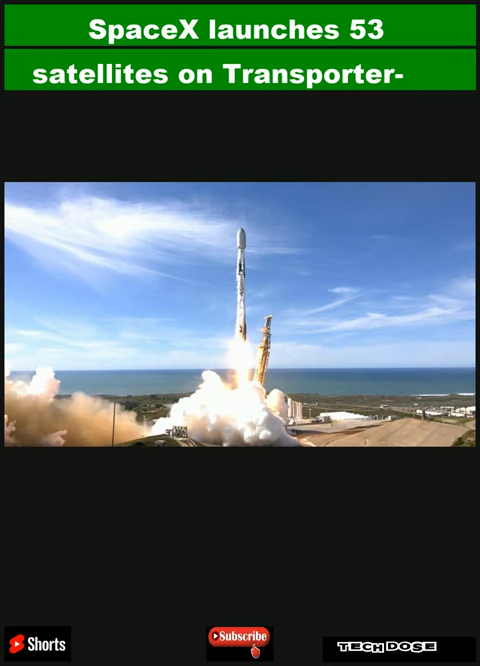 SpaceX launches 53
satellites on Transporter-
Shorts
Subscribe
TECH DOSE